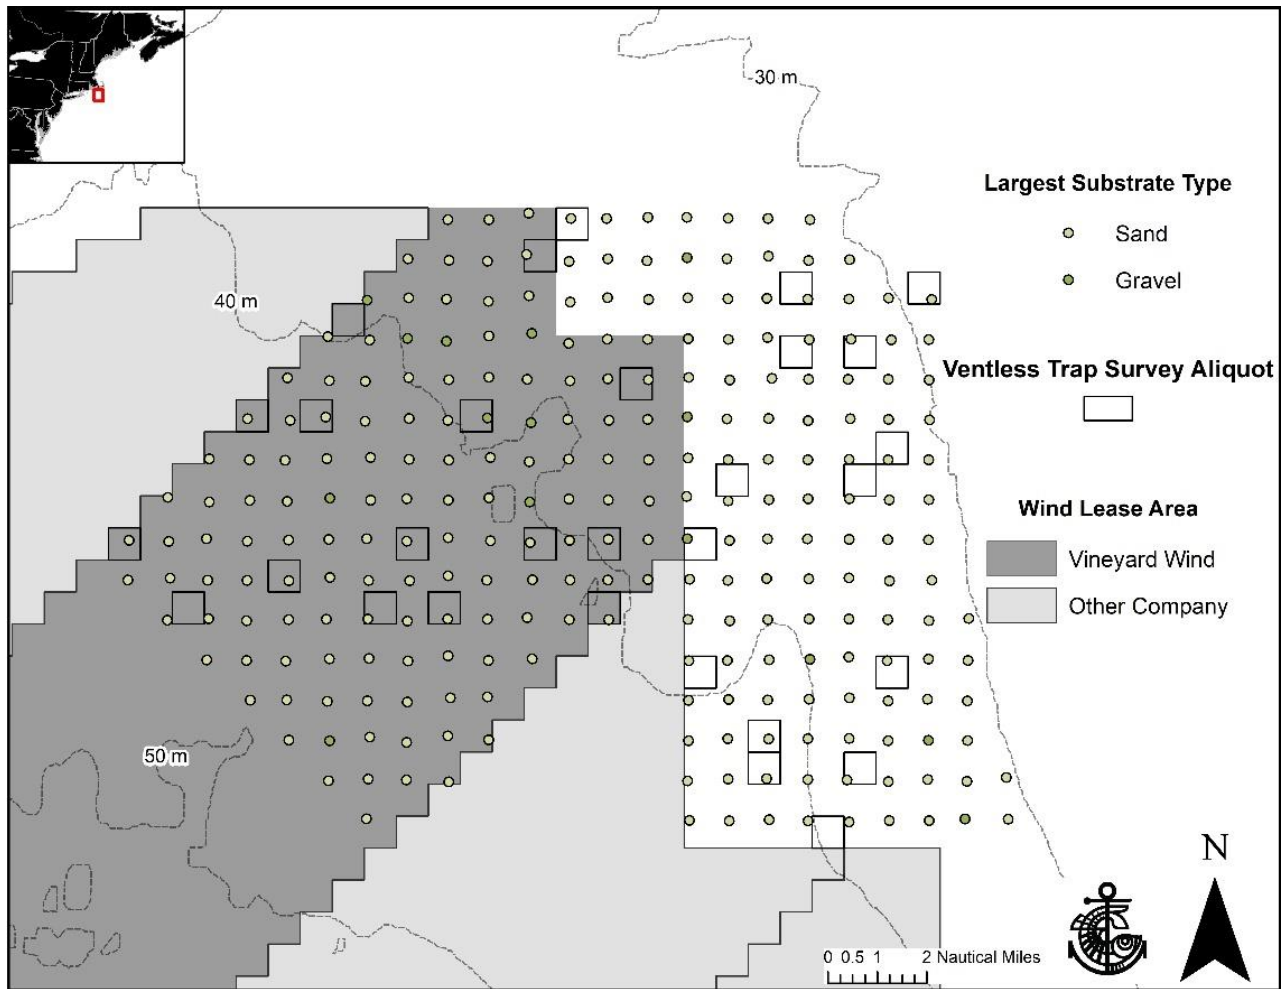 30 m
Largest Substrate Type
Sand
Gravel
40 m
Ventless Trap Survey Aliquot
Wind Lease Area
Vineyard Wind
Other Company
50 m
N
0 0.5 1 2 Nautical Miles